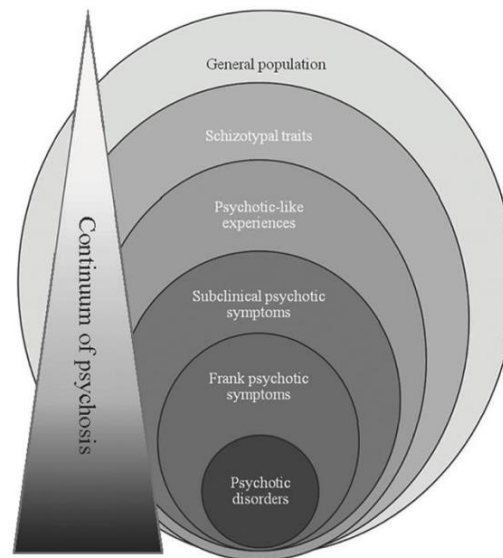 General population
Schizotypal traits
Psychotic-like
experiences
Subclinical psychotic
symptoms
Frank psychotic
symptoms
Psychotic
disorders
Continuum of psychosis